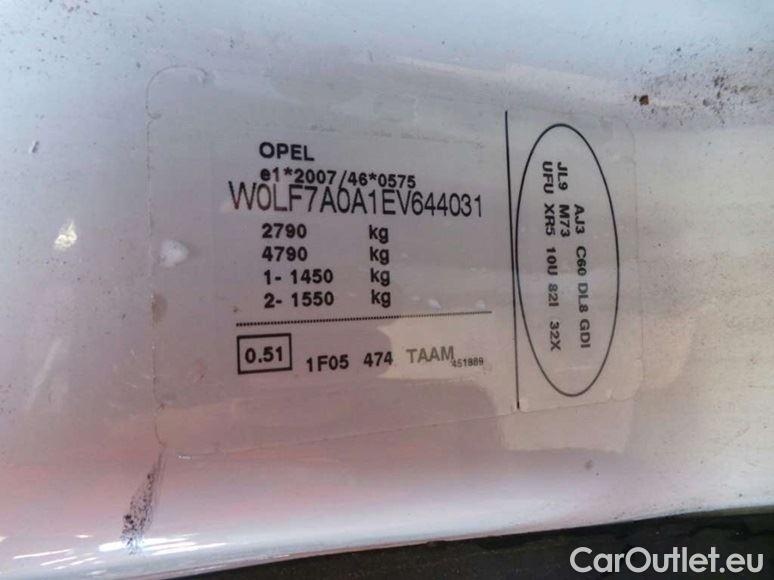 OPEL
e1*2007/46*0575
W0LF7A0A1EV644031
2790 kg
4790 kg
1- 1450 kg
2- 1550 kg
0.51 1F05 474 TAAM 451889
AJ3 C60 DL8 GDI
JL9 M73
UFU XR5 10U 82I 32X
CarOutlet.eu